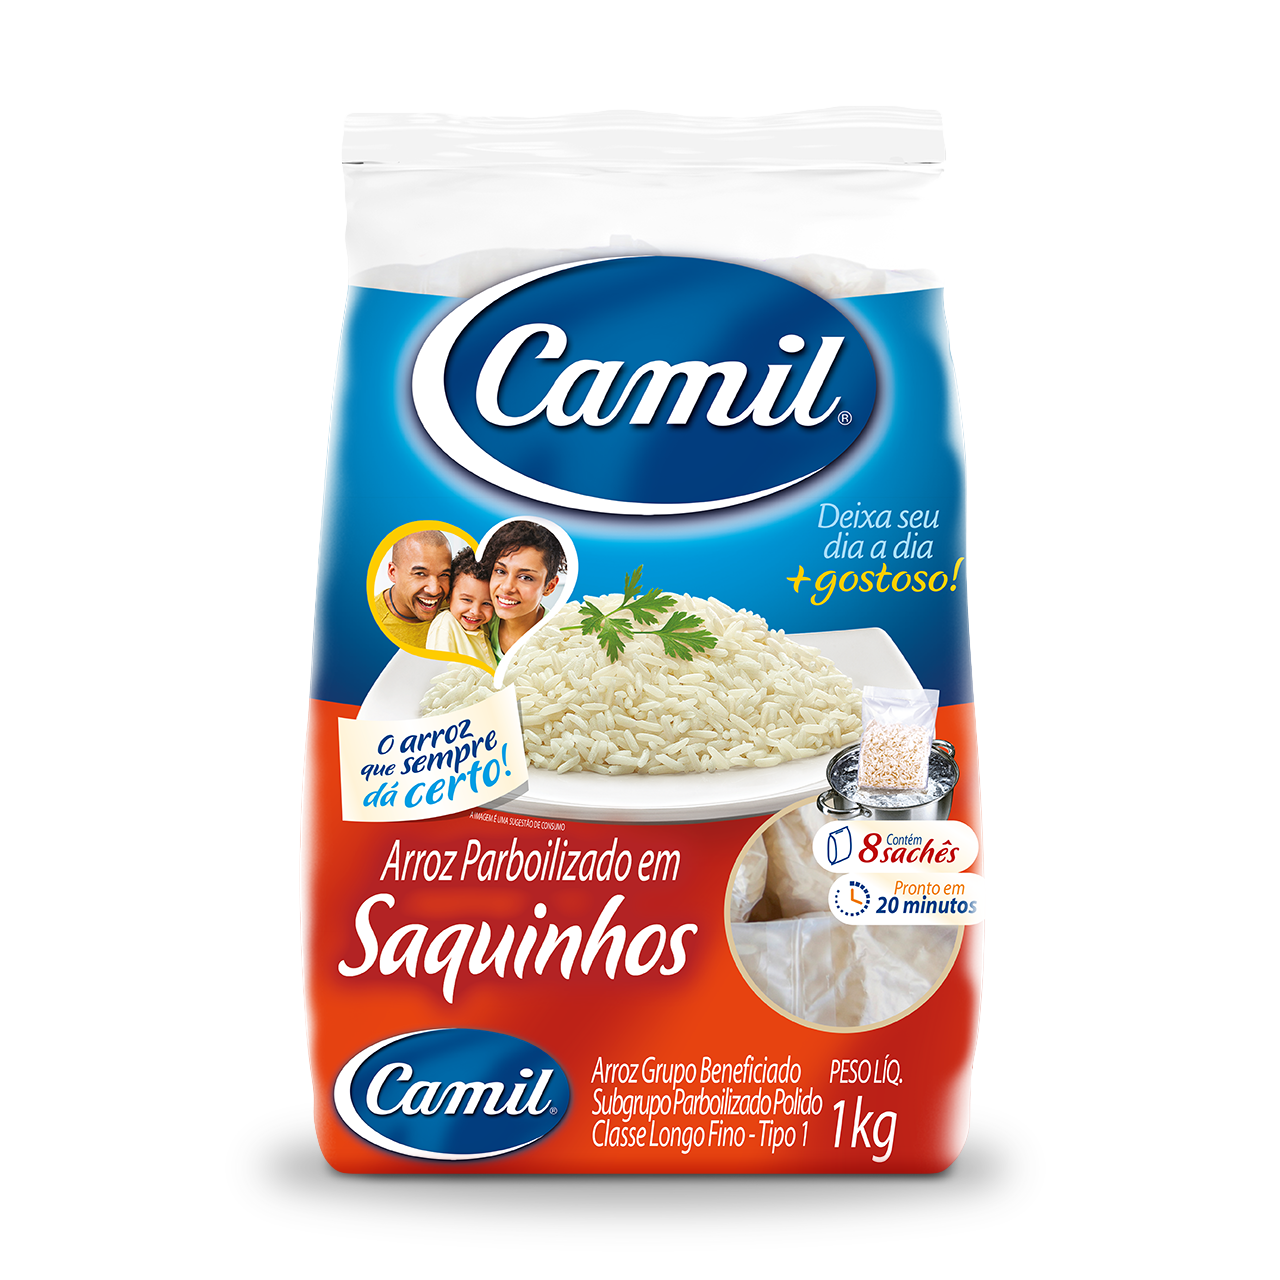 Camil®
Deixa seu
dia a dia
+gostoso!
O arroz
que sempre
dá certo!
A IMAGEM É UMA SUGESTÃO DE CONSUMO
Arroz Parboilizado em
Saquinhos
Contém
8 sachês
Pronto em
20 minutos
Camil®
Arroz Grupo Beneficiado
Subgrupo Parboilizado Polido
Classe Longo Fino - Tipo 1
PESO LÍQ.
1kg